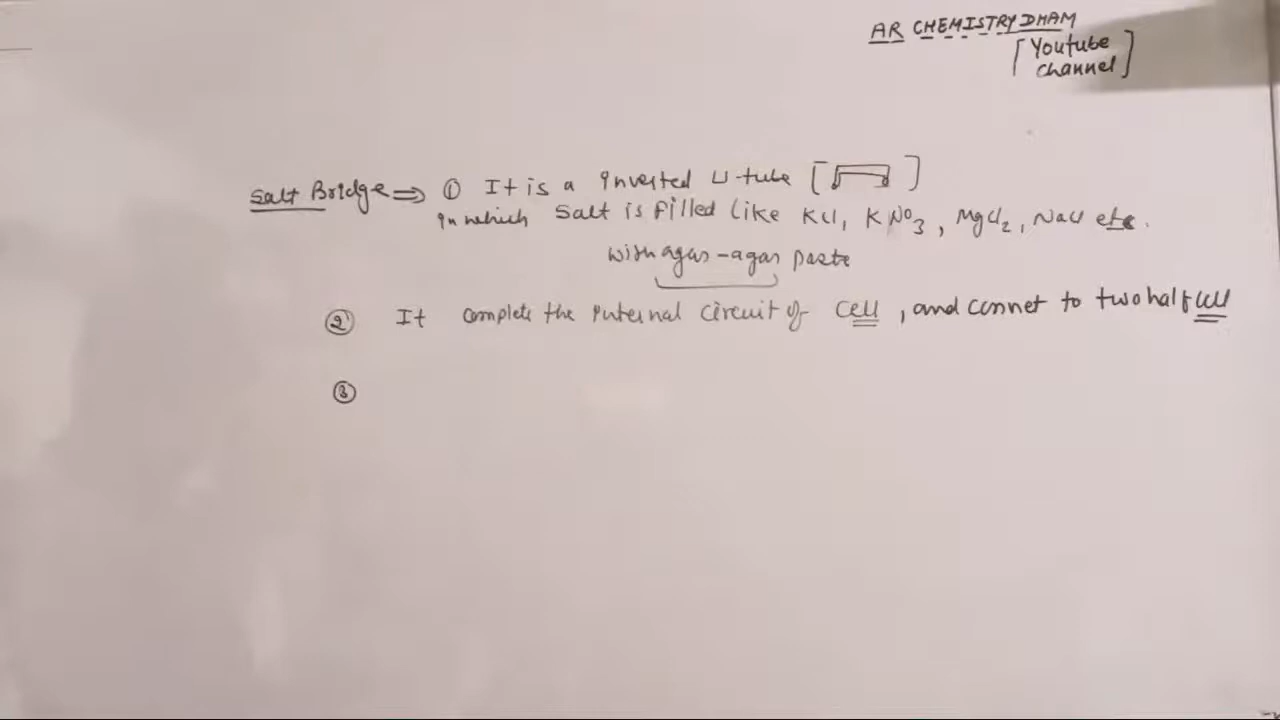 AR CHEMISTRY DHAM
[Youtube
channel]
Salt Bridge ⇒ ① It is a inverted U-tube [ ]
in which Salt is filled like KCl, KNO₃, MgCl₂, NaCl etc.
with agar-agar paste
② It complete the internal circuit of cell, and connet to two half cell
③